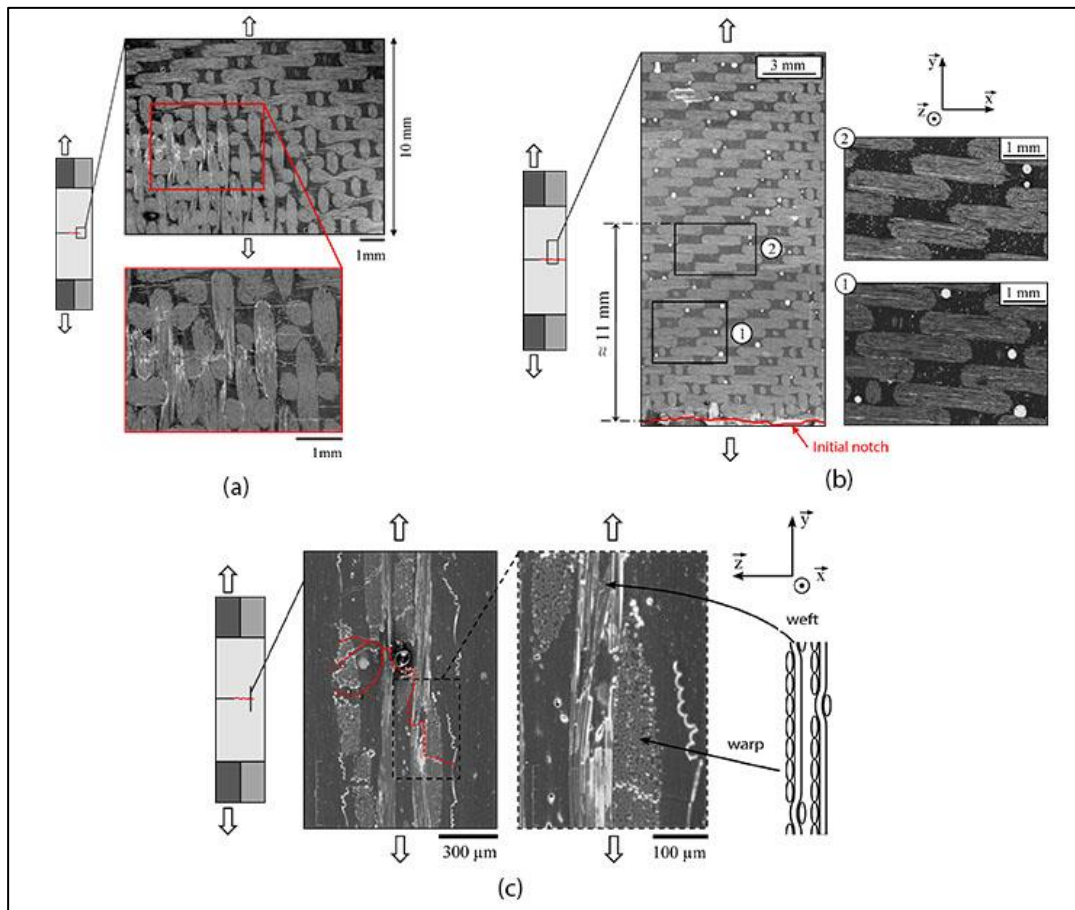 10 mm
1mm
1mm
(a)
3 mm
≈ 11 mm
2
1
Initial notch
y
x
z
2
1 mm
1
1 mm
(b)
y
z
x
weft
warp
300 µm
100 µm
(c)